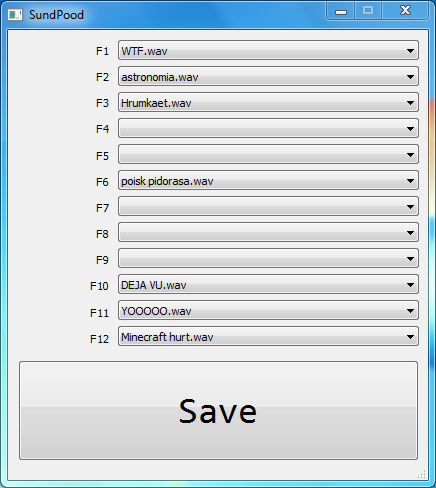 SundPood
F1 WTF.wav
F2 astronomia.wav
F3 Hrumkaet.wav
F4
F5
F6 poisk pidorasa.wav
F7
F8
F9
F10 DEJA VU.wav
F11 YOOOOO.wav
F12 Minecraft hurt.wav
Save